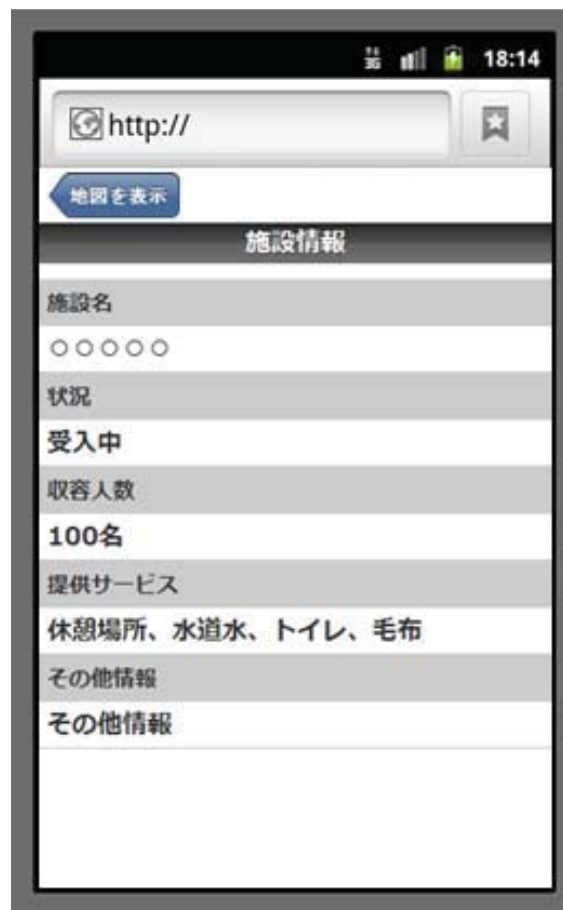 3G 18:14
http://
地図を表示
施設情報
施設名
○○○○○
状況
受入中
収容人数
100名
提供サービス
休憩場所、水道水、トイレ、毛布
その他情報
その他情報